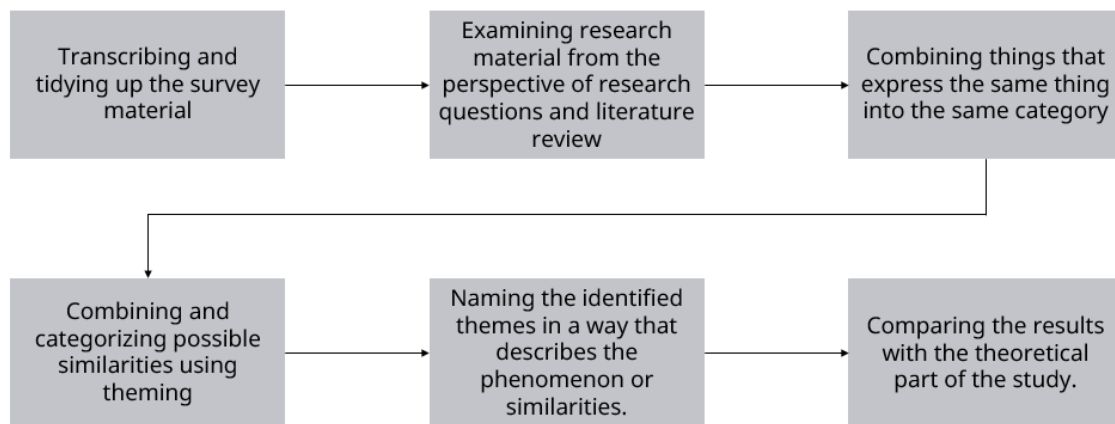 Transcribing and
tidying up the survey
material
Examining research
material from the
perspective of research
questions and literature
review
Combining things that
express the same thing
into the same category
Combining and
categorizing possible
similarities using
theming
Naming the identified
themes in a way that
describes the
phenomenon or
similarities.
Comparing the results
with the theoretical
part of the study.